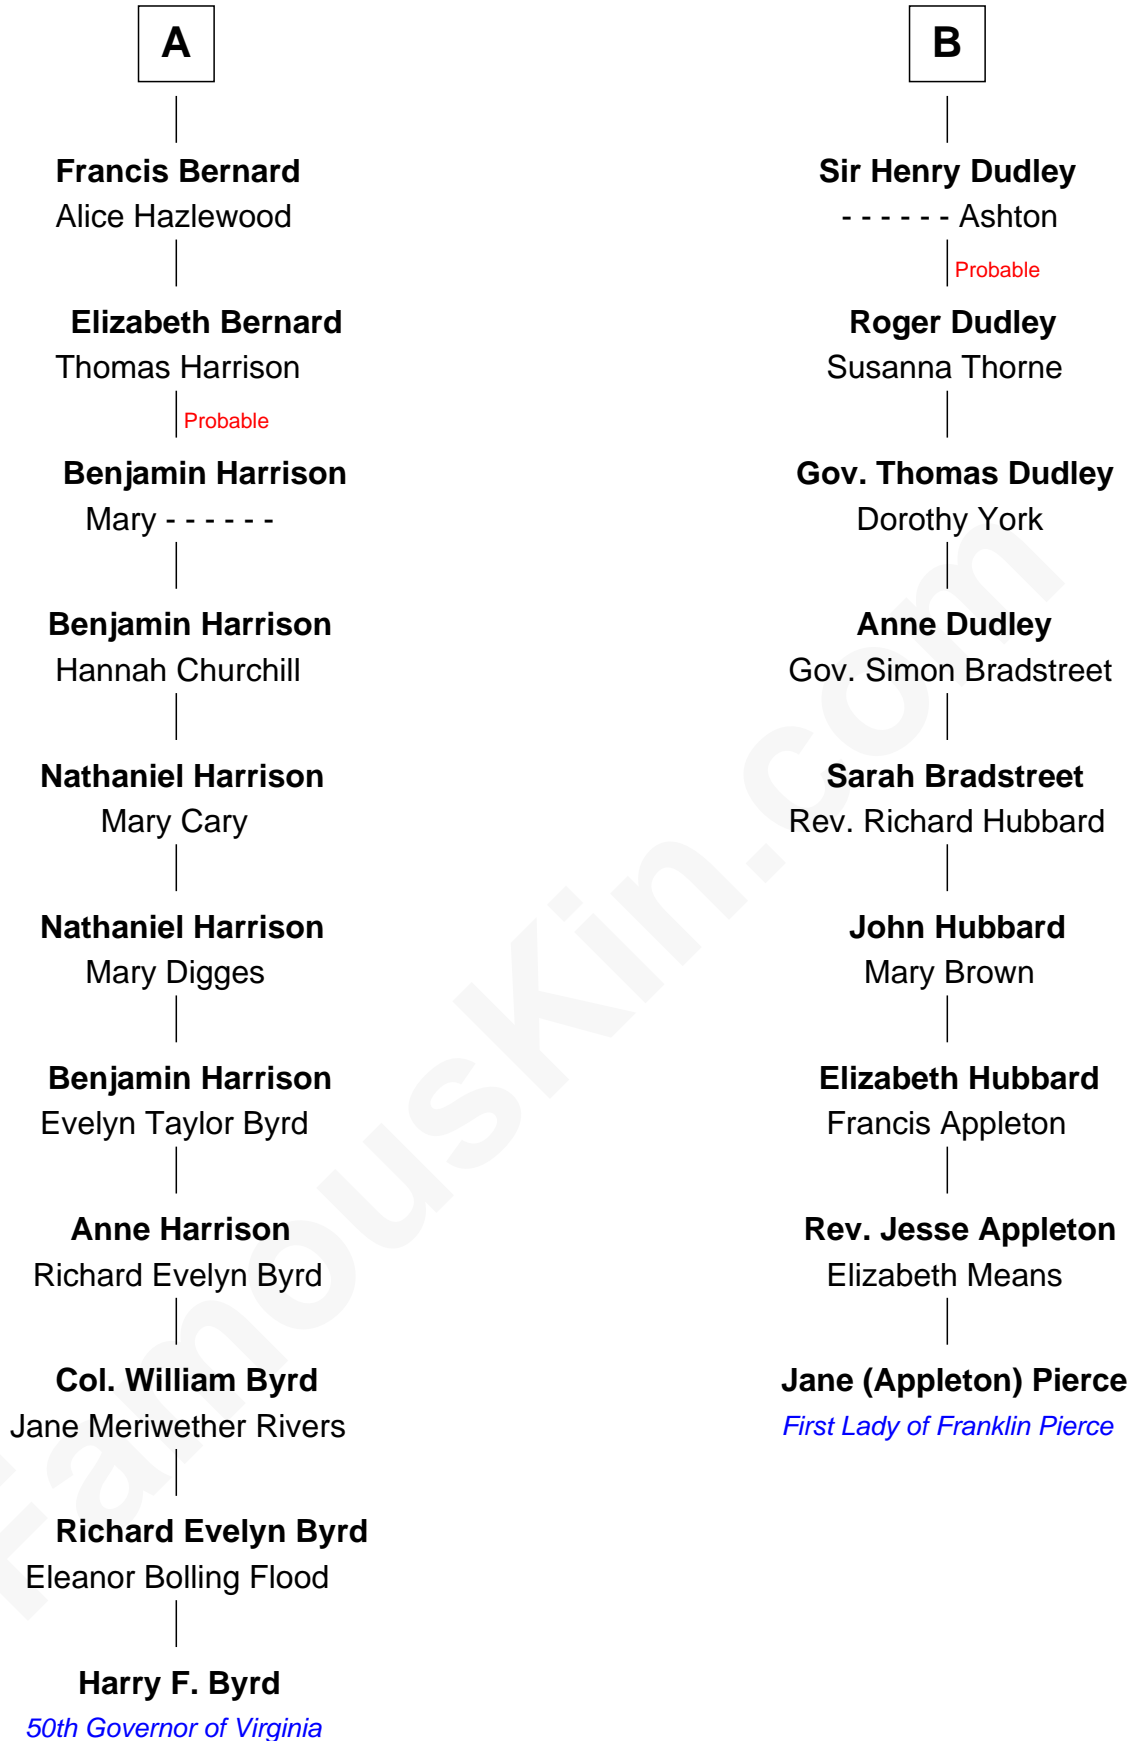 A
Francis Bernard
Alice Hazlewood
Elizabeth Bernard
Thomas Harrison
Probable
Benjamin Harrison
Mary - - - - - -
Benjamin Harrison
Hannah Churchill
Nathaniel Harrison
Mary Cary
Nathaniel Harrison
Mary Digges
Benjamin Harrison
Evelyn Taylor Byrd
Anne Harrison
Richard Evelyn Byrd
Col. William Byrd
Jane Meriwether Rivers
Richard Evelyn Byrd
Eleanor Bolling Flood
Harry F. Byrd
50th Governor of Virginia
B
Sir Henry Dudley
- - - - - - Ashton
Probable
Roger Dudley
Susanna Thorne
Gov. Thomas Dudley
Dorothy York
Anne Dudley
Gov. Simon Bradstreet
Sarah Bradstreet
Rev. Richard Hubbard
John Hubbard
Mary Brown
Elizabeth Hubbard
Francis Appleton
Rev. Jesse Appleton
Elizabeth Means
Jane (Appleton) Pierce
First Lady of Franklin Pierce
FamousKin.com